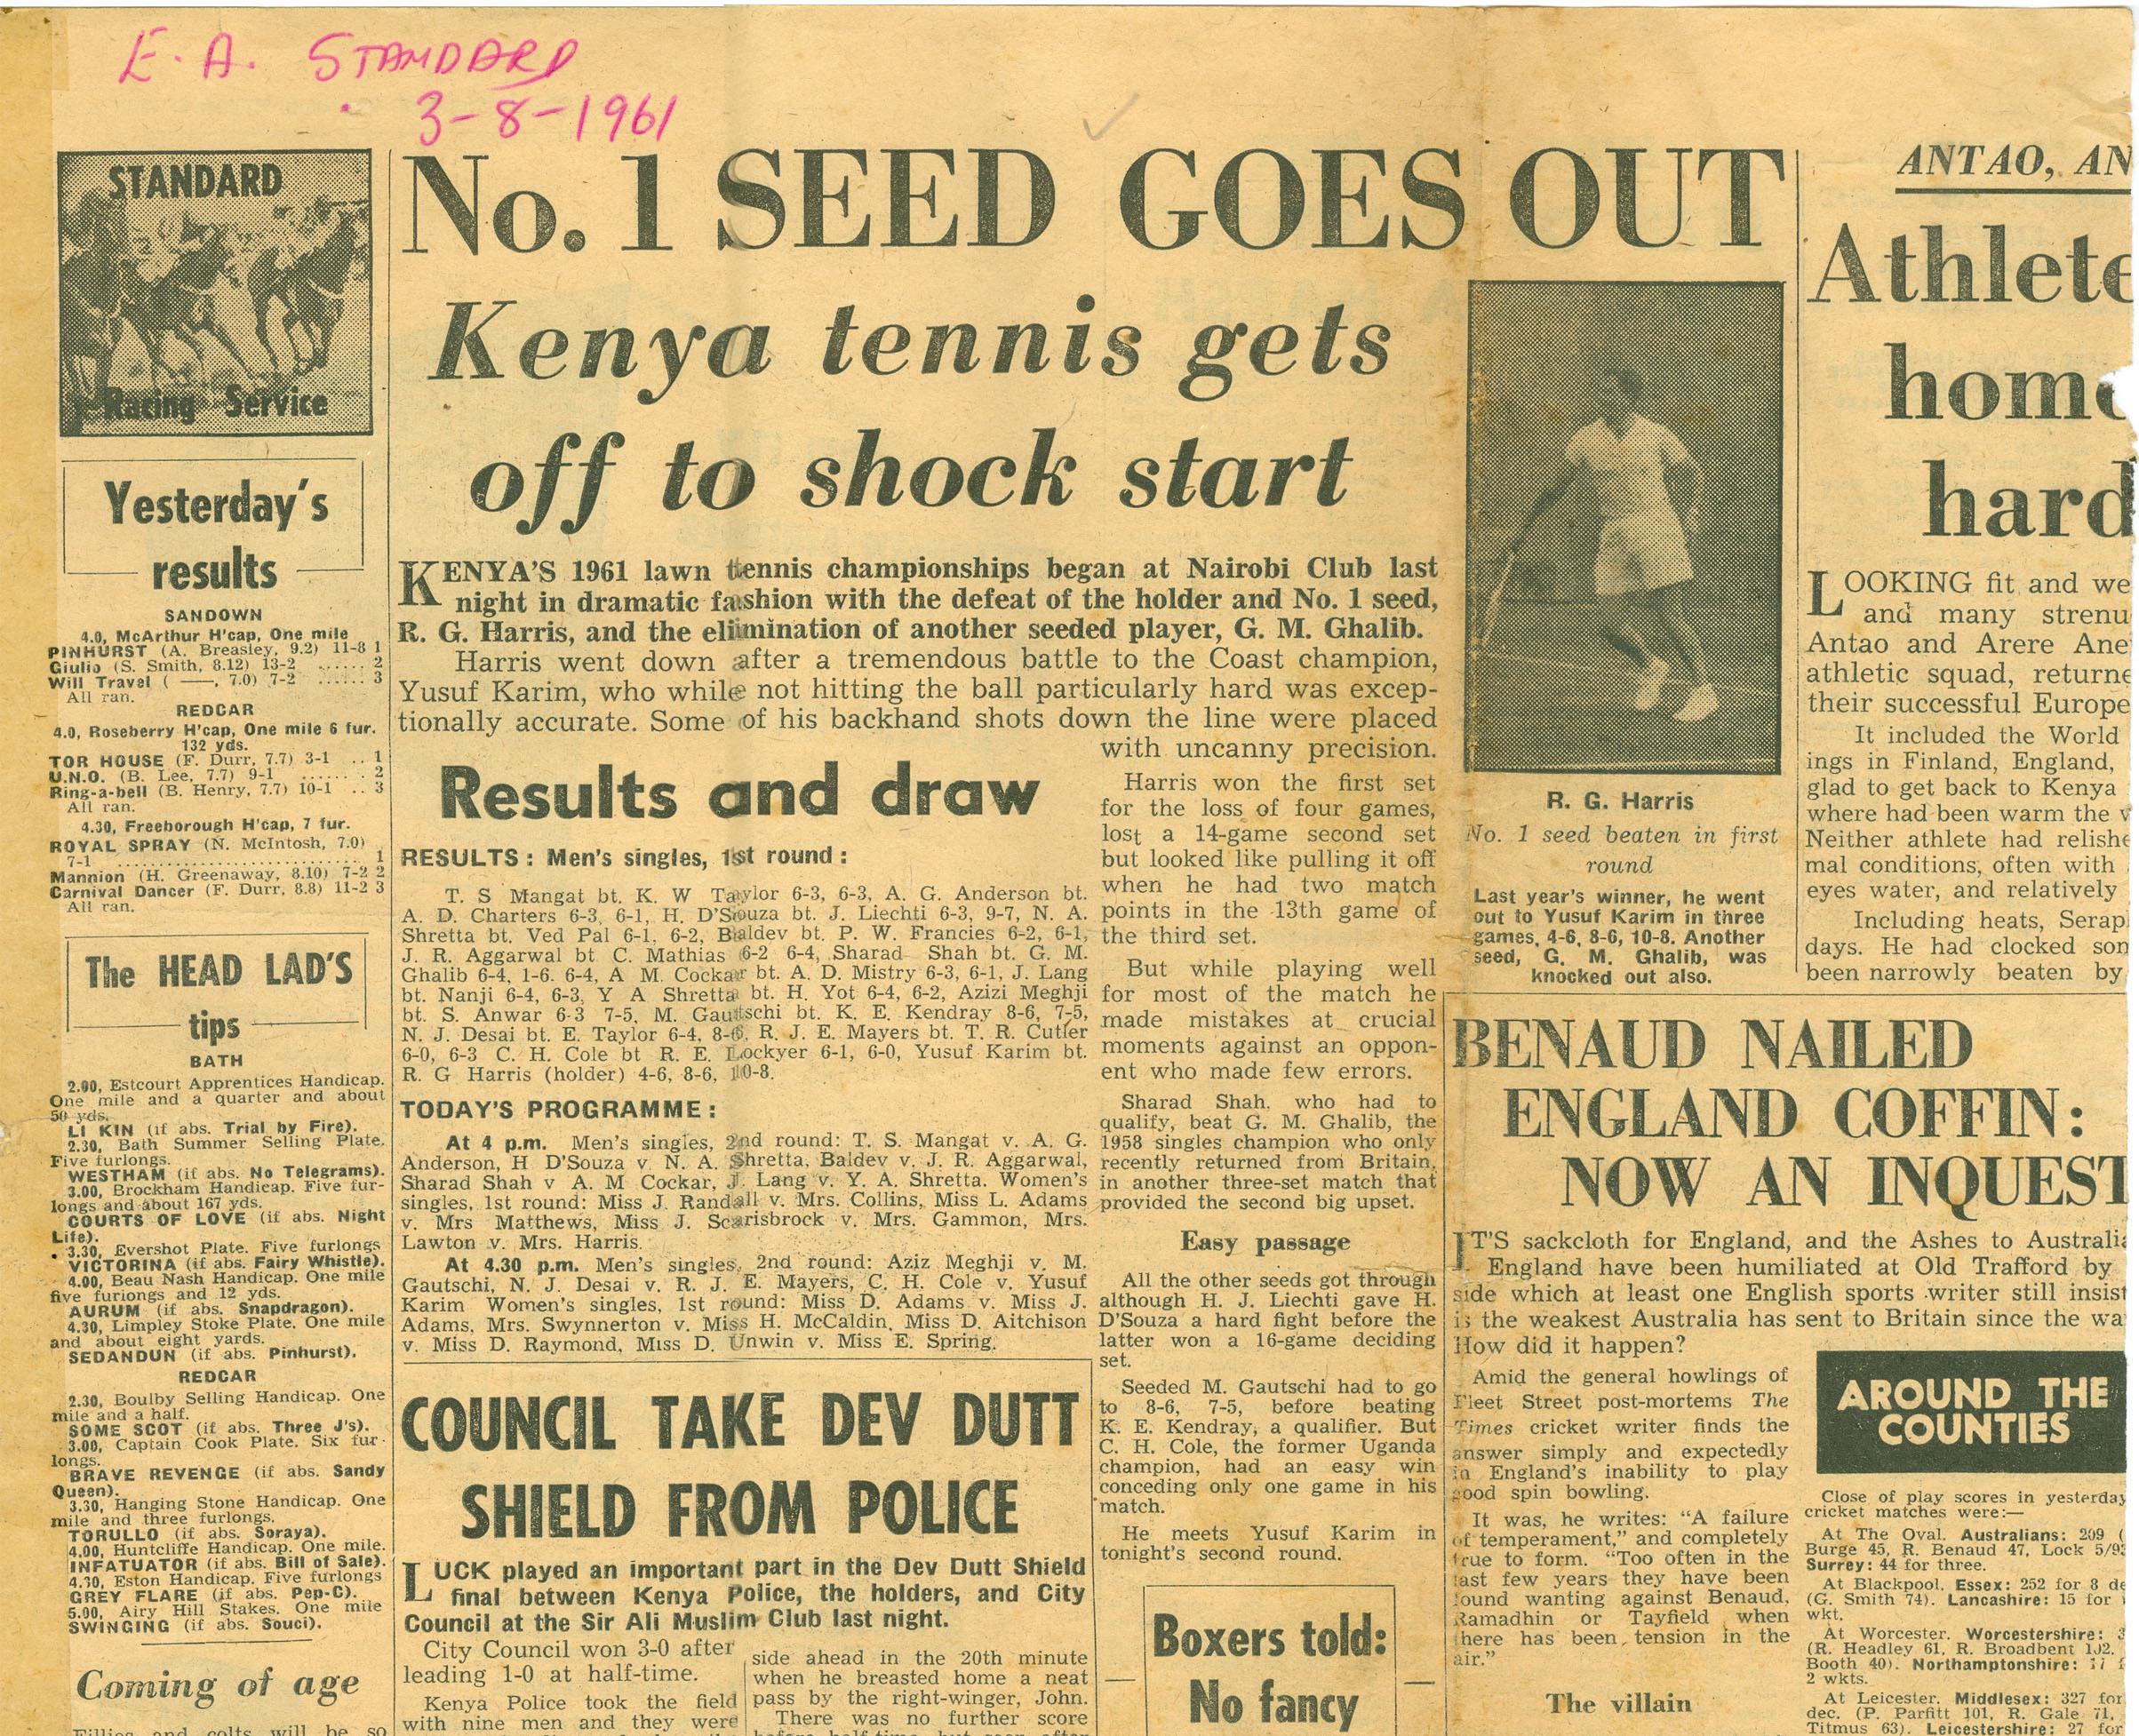 E. A. STANDARD
3-8-1961
STANDARD
Racing Service
Yesterday's
results
SANDOWN
4.0, McArthur H'cap, One mile
PINHURST (A. Breasley, 9.2) 11-8 1
Giulio (S. Smith, 8.12) 13-2 ...... 2
Will Travel ( ——, 7.0) 7-2 ...... 3
All ran.
REDCAR
4.0, Roseberry H'cap, One mile 6 fur.
132 yds.
TOR HOUSE (F. Durr, 7.7) 3-1 .. 1
U.N.O. (B. Lee, 7.7) 9-1 ....... 2
Ring-a-bell (B. Henry, 7.7) 10-1 .. 3
All ran.
4.30, Freeborough H'cap, 7 fur.
ROYAL SPRAY (N. McIntosh, 7.0)
7-1 ............................ 1
Mannion (H. Greenaway, 8.10) 7-2 2
Carnival Dancer (F. Durr, 8.8) 11-2 3
All ran.
The HEAD LAD'S
tips
BATH
2.00, Estcourt Apprentices Handicap.
One mile and a quarter and about
50 yds.
LI KIN (if abs. Trial by Fire).
2.30, Bath Summer Selling Plate.
Five furlongs.
WESTHAM (if abs. No Telegrams).
3.00, Brockham Handicap. Five fur-
longs and about 167 yds.
COURTS OF LOVE (if abs. Night
Life).
3.30, Evershot Plate. Five furlongs
VICTORINA (if abs. Fairy Whistle).
4.00, Beau Nash Handicap. One mile
five furlongs and 12 yds.
AURUM (if abs. Snapdragon).
4.30, Limpley Stoke Plate. One mile
and about eight yards.
SEDANDUN (if abs. Pinhurst).
REDCAR
2.30, Boulby Selling Handicap. One
mile and a half.
SOME SCOT (if abs. Three J's).
3.00, Captain Cook Plate. Six fur-
longs.
BRAVE REVENGE (if abs. Sandy
Queen).
3.30, Hanging Stone Handicap. One
mile and three furlongs.
TORULLO (if abs. Soraya).
4.00, Huntcliffe Handicap. One mile.
INFATUATOR (if abs. Bill of Sale).
4.30, Eston Handicap. Five furlongs
GREY FLARE (if abs. Pep-C).
5.00, Airy Hill Stakes. One mile
SWINGING (if abs. Souci).
Coming of age
Fillies and colts will be so
No. 1 SEED GOES OUT
Kenya tennis gets
off to shock start
KENYA'S 1961 lawn tennis championships began at Nairobi Club last
night in dramatic fashion with the defeat of the holder and No. 1 seed,
R. G. Harris, and the elimination of another seeded player, G. M. Ghalib.
Harris went down after a tremendous battle to the Coast champion,
Yusuf Karim, who while not hitting the ball particularly hard was excep-
tionally accurate. Some of his backhand shots down the line were placed
with uncanny precision.
Results and draw
RESULTS: Men's singles, 1st round:
T. S Mangat bt. K. W Taylor 6-3, 6-3, A. G. Anderson bt.
A. D. Charters 6-3, 6-1, H. D'Souza bt. J. Liechti 6-3, 9-7, N. A.
Shretta bt. Ved Pal 6-1. 6-2, Baldev bt. P. W. Francies 6-2, 6-1,
J. R. Aggarwal bt C. Mathias 6-2 6-4, Sharad Shah bt. G. M.
Ghalib 6-4, 1-6. 6-4, A M. Cockar bt. A. D. Mistry 6-3, 6-1, J. Lang
bt. Nanji 6-4, 6-3, Y A Shretta bt. H. Yot 6-4, 6-2, Azizi Meghji
bt. S. Anwar 6-3 7-5, M. Gautschi bt. K. E. Kendray 8-6, 7-5,
N. J. Desai bt. E. Taylor 6-4, 8-6, R. J. E. Mayers bt. T. R. Cutler
6-0, 6-3 C. H. Cole bt R. E. Lockyer 6-1, 6-0, Yusuf Karim bt.
R. G Harris (holder) 4-6, 8-6, 10-8.
TODAY'S PROGRAMME:
At 4 p.m. Men's singles, 2nd round: T. S. Mangat v. A. G.
Anderson, H D'Souza v N. A. Shretta, Baldev v. J. R. Aggarwal,
Sharad Shah v A. M Cockar, J. Lang v. Y. A. Shretta. Women's
singles, 1st round: Miss J. Randall v. Mrs. Collins, Miss L. Adams
v. Mrs Matthews, Miss J. Scarisbrock v. Mrs. Gammon, Mrs.
Lawton v. Mrs. Harris.
At 4.30 p.m. Men's singles, 2nd round: Aziz Meghji v. M.
Gautschi, N. J. Desai v. R. J. E. Mayers, C. H. Cole v. Yusuf
Karim Women's singles, 1st round: Miss D. Adams v. Miss J.
Adams, Mrs. Swynnerton v. Miss H. McCaldin, Miss D. Aitchison
v. Miss D. Raymond, Miss D. Unwin v. Miss E. Spring.
Harris won the first set
for the loss of four games,
lost a 14-game second set
but looked like pulling it off
when he had two match
points in the 13th game of
the third set.
But while playing well
for most of the match he
made mistakes at crucial
moments against an oppon-
ent who made few errors.
Sharad Shah, who had to
qualify, beat G. M. Ghalib, the
1958 singles champion who only
recently returned from Britain,
in another three-set match that
provided the second big upset.
Easy passage
All the other seeds got through
although H. J. Liechti gave H.
D'Souza a hard fight before the
latter won a 16-game deciding
set.
Seeded M. Gautschi had to go
to 8-6, 7-5, before beating
K. E. Kendray, a qualifier. But
C. H. Cole, the former Uganda
champion, had an easy win
conceding only one game in his
match.
He meets Yusuf Karim in
tonight's second round.
R. G. Harris
No. 1 seed beaten in first
round
Last year's winner, he went
out to Yusuf Karim in three
games, 4-6, 8-6, 10-8. Another
seed, G. M. Ghalib, was
knocked out also.
COUNCIL TAKE DEV DUTT
SHIELD FROM POLICE
LUCK played an important part in the Dev Dutt Shield
final between Kenya Police, the holders, and City
Council at the Sir Ali Muslim Club last night.
City Council won 3-0 after
leading 1-0 at half-time.
Kenya Police took the field
with nine men and they were
side ahead in the 20th minute
when he breasted home a neat
pass by the right-winger, John.
There was no further score
Boxers told:
No fancy
ANTAO, AN
Athlete
home
hard
LOOKING fit and we
and many strenu
Antao and Arere Ane
athletic squad, returne
their successful Europe
It included the World
ings in Finland, England,
glad to get back to Kenya
where had been warm the
Neither athlete had relishe
mal conditions, often with
eyes water, and relatively
Including heats, Serap
days. He had clocked som
been narrowly beaten by
BENAUD NAILED
ENGLAND COFFIN:
NOW AN INQUEST
IT'S sackcloth for England, and the Ashes to Australia
England have been humiliated at Old Trafford by
side which at least one English sports writer still insist
is the weakest Australia has sent to Britain since the wa
How did it happen?
Amid the general howlings of
Fleet Street post-mortems The
Times cricket writer finds the
answer simply and expectedly
in England's inability to play
good spin bowling.
It was, he writes: "A failure
of temperament," and completely
true to form. "Too often in the
last few years they have been
found wanting against Benaud,
Ramadhin or Tayfield when
there has been tension in the
air."
The villain
AROUND THE
COUNTIES
Close of play scores in yesterday
cricket matches were:—
At The Oval. Australians: 209 (
Burge 45, R. Benaud 47, Lock 5/9
Surrey: 44 for three.
At Blackpool. Essex: 252 for 8 de
(G. Smith 74). Lancashire: 15 for
wkt.
At Worcester. Worcestershire: 3
(R. Headley 61, R. Broadbent 102,
Booth 40). Northamptonshire: 17
2 wkts.
At Leicester. Middlesex: 327 for
dec. (P. Parfitt 101, R. Gale 71,
Titmus 63). Leicestershire: 27 for